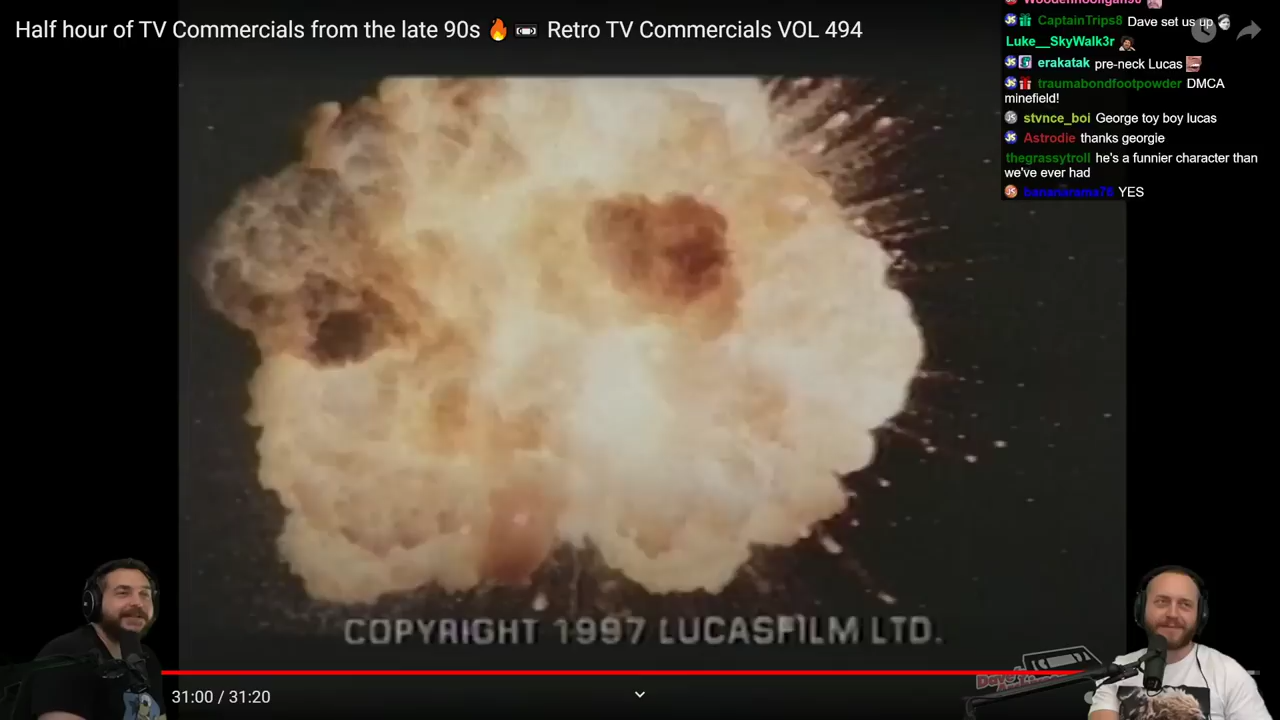 Half hour of TV Commercials from the late 90s 🔥📼 Retro TV Commercials VOL 494
CaptainTrips8 Dave set us up
Luke__SkyWalk3r
erakatak pre-neck Lucas
traumabondfootpowder DMCA
minefield!
stvnce_boi George toy boy lucas
Astrodie thanks georgie
thegrassytroll he's a funnier character than
we've ever had
bananarama78 YES
COPYRIGHT 1997 LUCASFILM LTD.
31:00 / 31:20